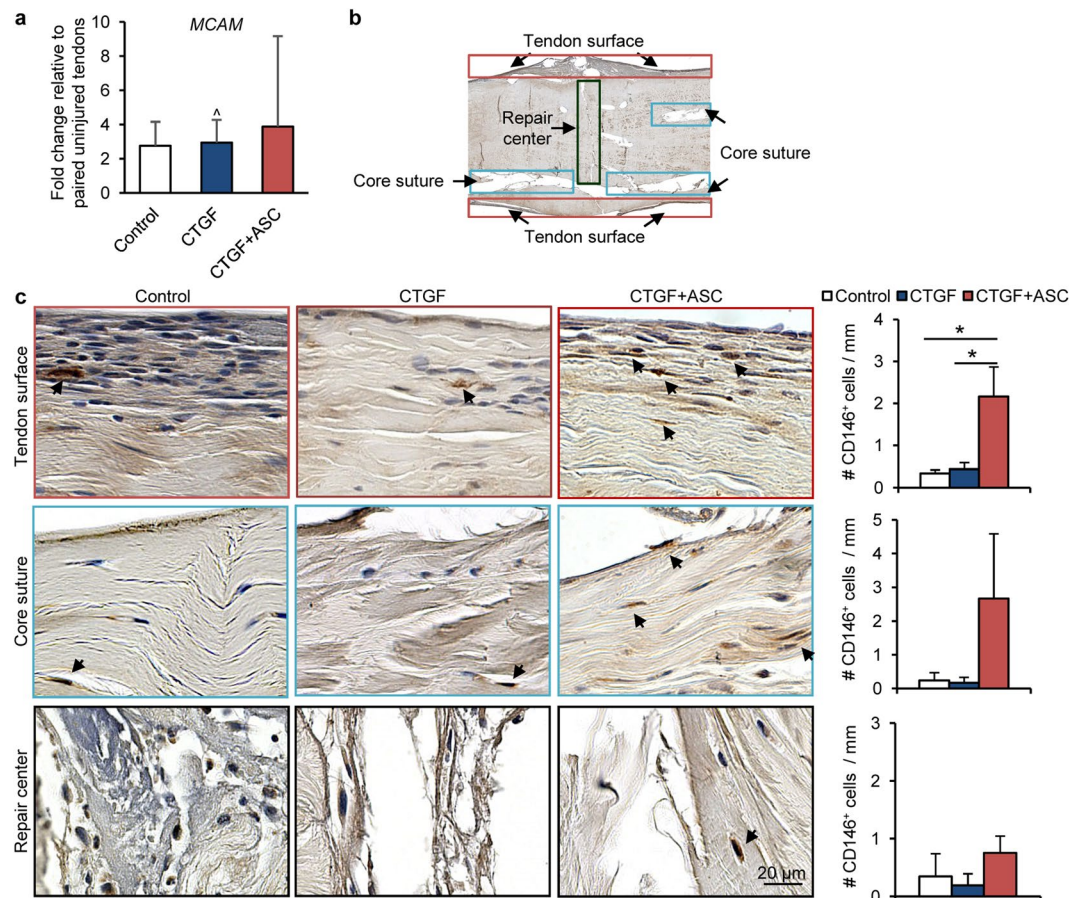 a
MCAM
Fold change relative to
paired uninjured tendons
10
8
6
4
2
0
^
Control
CTGF
CTGF+ASC
b
Tendon surface
Repair
center
Core suture
Core suture
Tendon surface
c
Control
CTGF
CTGF+ASC
Control CTGF CTGF+ASC
Tendon surface
# CD146+ cells / mm
4
3
2
1
0
*
*
Core suture
# CD146+ cells / mm
5
4
3
2
1
0
Repair center
20 µm
# CD146+ cells / mm
3
2
1
0